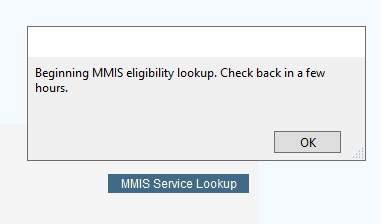 Beginning MMIS eligibility lookup. Check back in a few
hours.
OK
MMIS Service Lookup